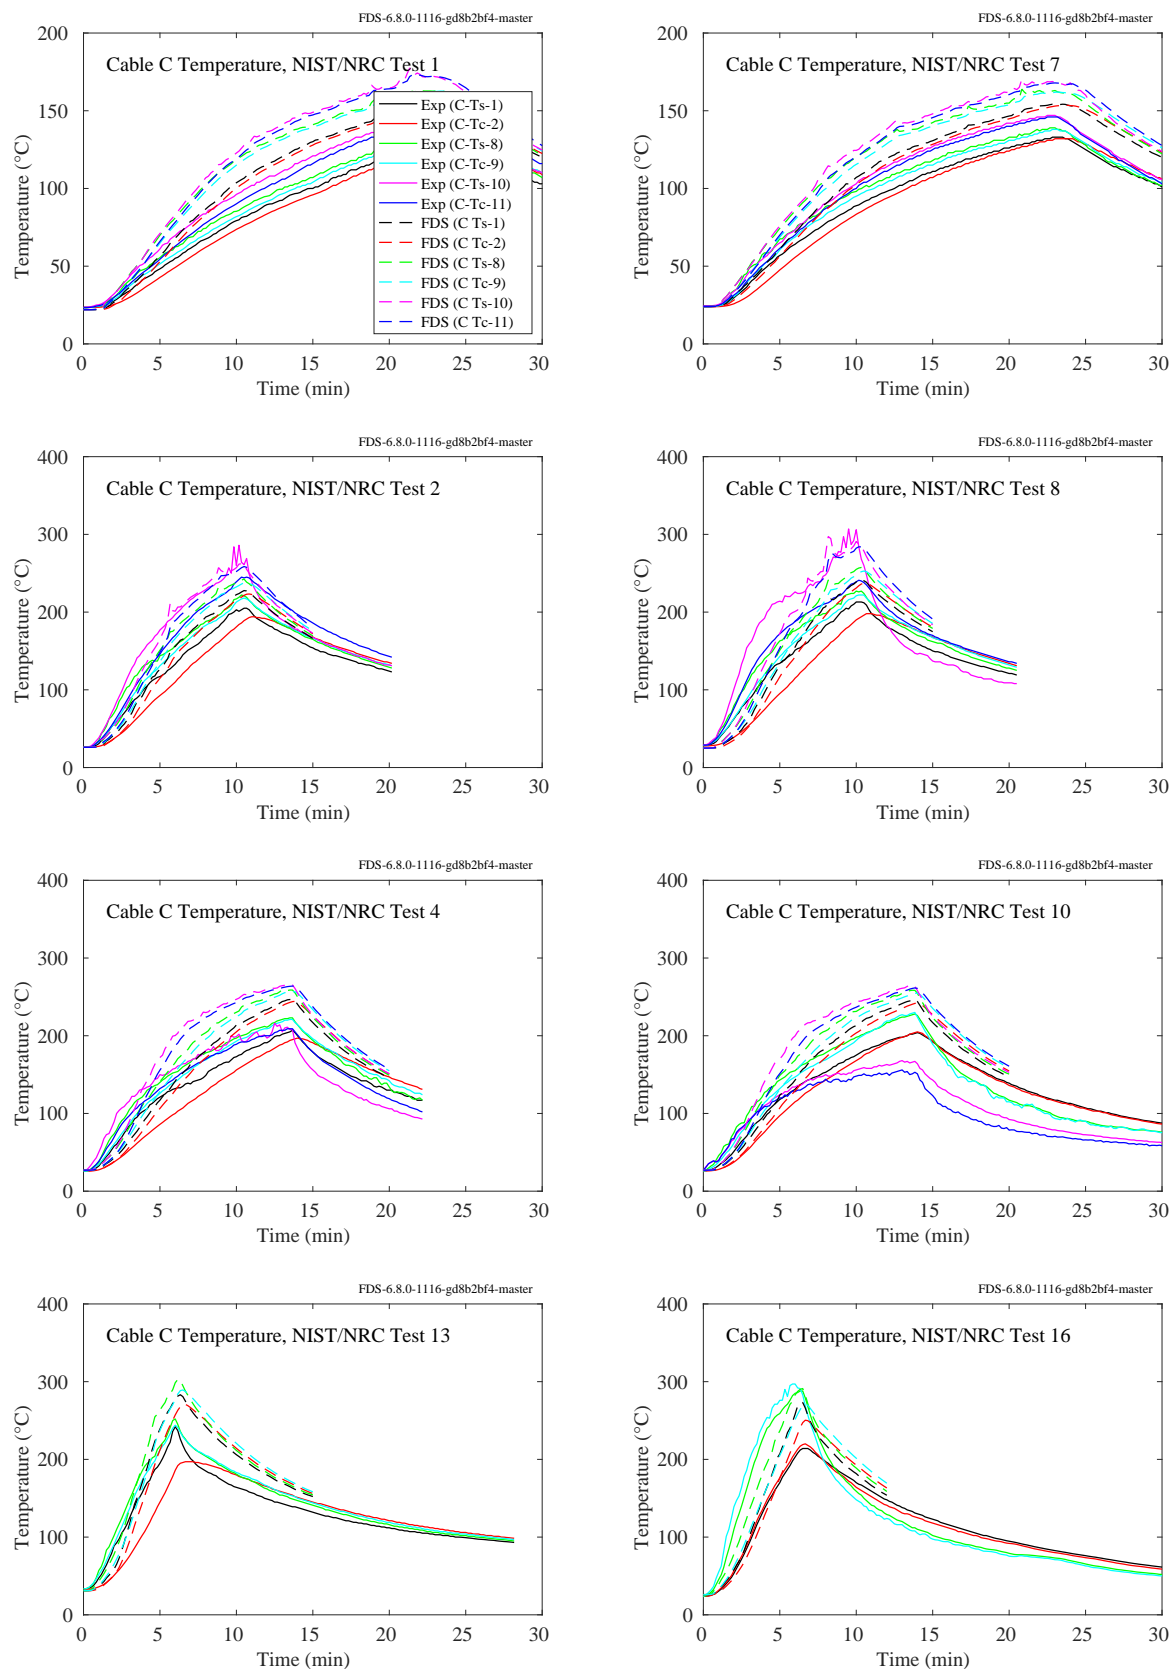 FDS-6.8.0-1116-gd8b2bf4-master
Cable C Temperature, NIST/NRC Test 1
Temperature (°C)
200
150
100
50
0
Exp (C-Ts-1)
Exp (C-Tc-2)
Exp (C-Ts-8)
Exp (C-Tc-9)
Exp (C-Ts-10)
Exp (C-Tc-11)
FDS (C Ts-1)
FDS (C Tc-2)
FDS (C Ts-8)
FDS (C Tc-9)
FDS (C Ts-10)
FDS (C Tc-11)
0 5 10 15 20 25 30
Time (min)
FDS-6.8.0-1116-gd8b2bf4-master
Cable C Temperature, NIST/NRC Test 7
Temperature (°C)
200
150
100
50
0
0 5 10 15 20 25 30
Time (min)
FDS-6.8.0-1116-gd8b2bf4-master
Cable C Temperature, NIST/NRC Test 2
Temperature (°C)
400
300
200
100
0
0 5 10 15 20 25 30
Time (min)
FDS-6.8.0-1116-gd8b2bf4-master
Cable C Temperature, NIST/NRC Test 8
Temperature (°C)
400
300
200
100
0
0 5 10 15 20 25 30
Time (min)
FDS-6.8.0-1116-gd8b2bf4-master
Cable C Temperature, NIST/NRC Test 4
Temperature (°C)
400
300
200
100
0
0 5 10 15 20 25 30
Time (min)
FDS-6.8.0-1116-gd8b2bf4-master
Cable C Temperature, NIST/NRC Test 10
Temperature (°C)
400
300
200
100
0
0 5 10 15 20 25 30
Time (min)
FDS-6.8.0-1116-gd8b2bf4-master
Cable C Temperature, NIST/NRC Test 13
Temperature (°C)
400
300
200
100
0
0 5 10 15 20 25 30
Time (min)
FDS-6.8.0-1116-gd8b2bf4-master
Cable C Temperature, NIST/NRC Test 16
Temperature (°C)
400
300
200
100
0
0 5 10 15 20 25 30
Time (min)